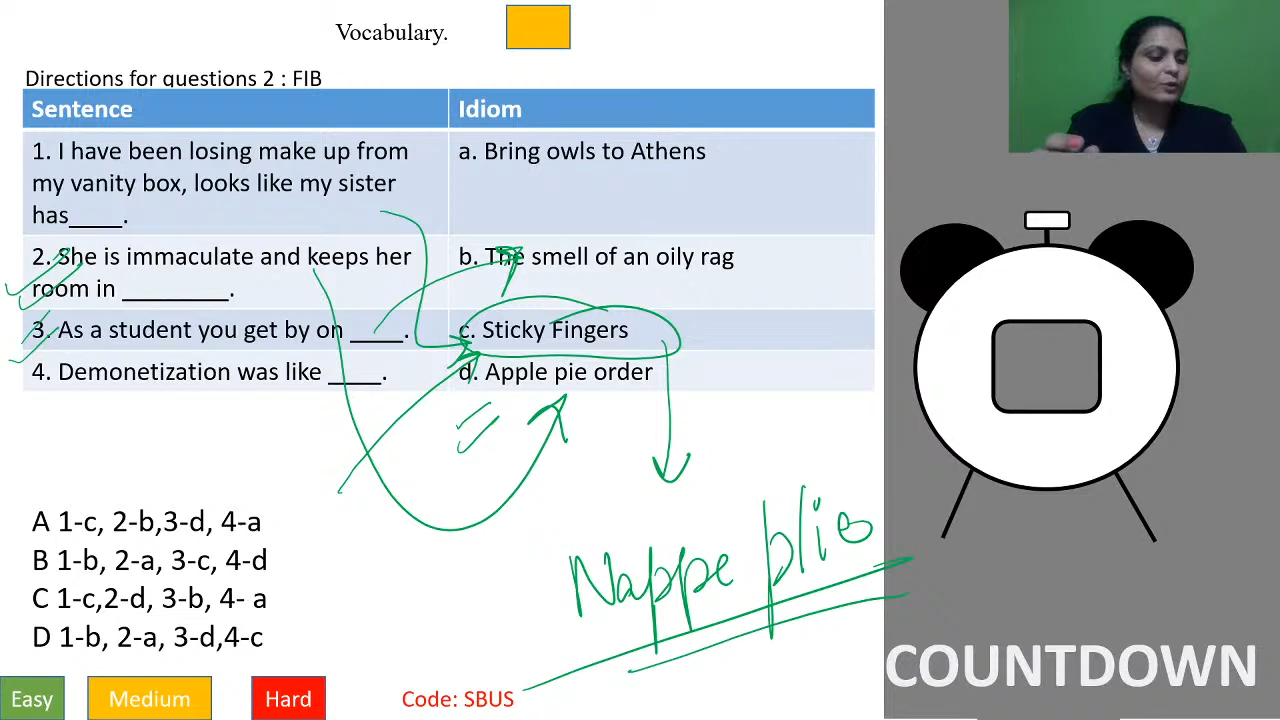 Vocabulary.
Directions for questions 2 : FIB
Sentence
Idiom
1. I have been losing make up from
my vanity box, looks like my sister
has____.
a. Bring owls to Athens
2. She is immaculate and keeps her
room in ________.
b. The smell of an oily rag
3. As a student you get by on ____.
c. Sticky Fingers
4. Demonetization was like ____.
d. Apple pie order
A 1-c, 2-b,3-d, 4-a
B 1-b, 2-a, 3-c, 4-d
C 1-c,2-d, 3-b, 4- a
D 1-b, 2-a, 3-d,4-c
Nappe plie
Easy
Medium
Hard
Code: SBUS
COUNTDOWN